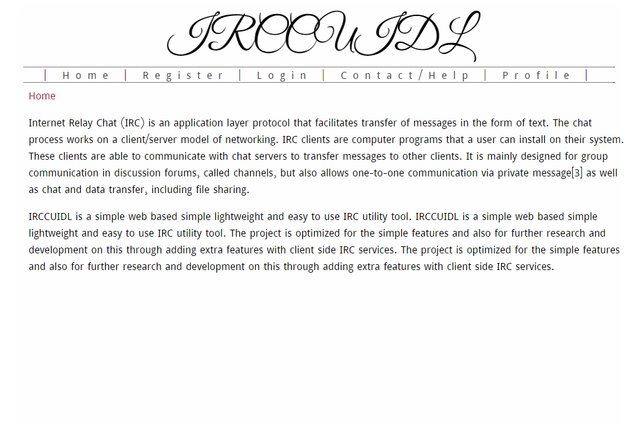 IRCCUIDL
| Home | Register | Login | Contact/Help | Profile |
Home
Internet Relay Chat (IRC) is an application layer protocol that facilitates transfer of messages in the form of text. The chat
process works on a client/server model of networking. IRC clients are computer programs that a user can install on their system.
These clients are able to communicate with chat servers to transfer messages to other clients. It is mainly designed for group
communication in discussion forums, called channels, but also allows one-to-one communication via private message[3] as well
as chat and data transfer, including file sharing.
IRCCUIDL is a simple web based simple lightweight and easy to use IRC utility tool. IRCCUIDL is a simple web based simple
lightweight and easy to use IRC utility tool. The project is optimized for the simple features and also for further research and
development on this through adding extra features with client side IRC services. The project is optimized for the simple features
and also for further research and development on this through adding extra features with client side IRC services.